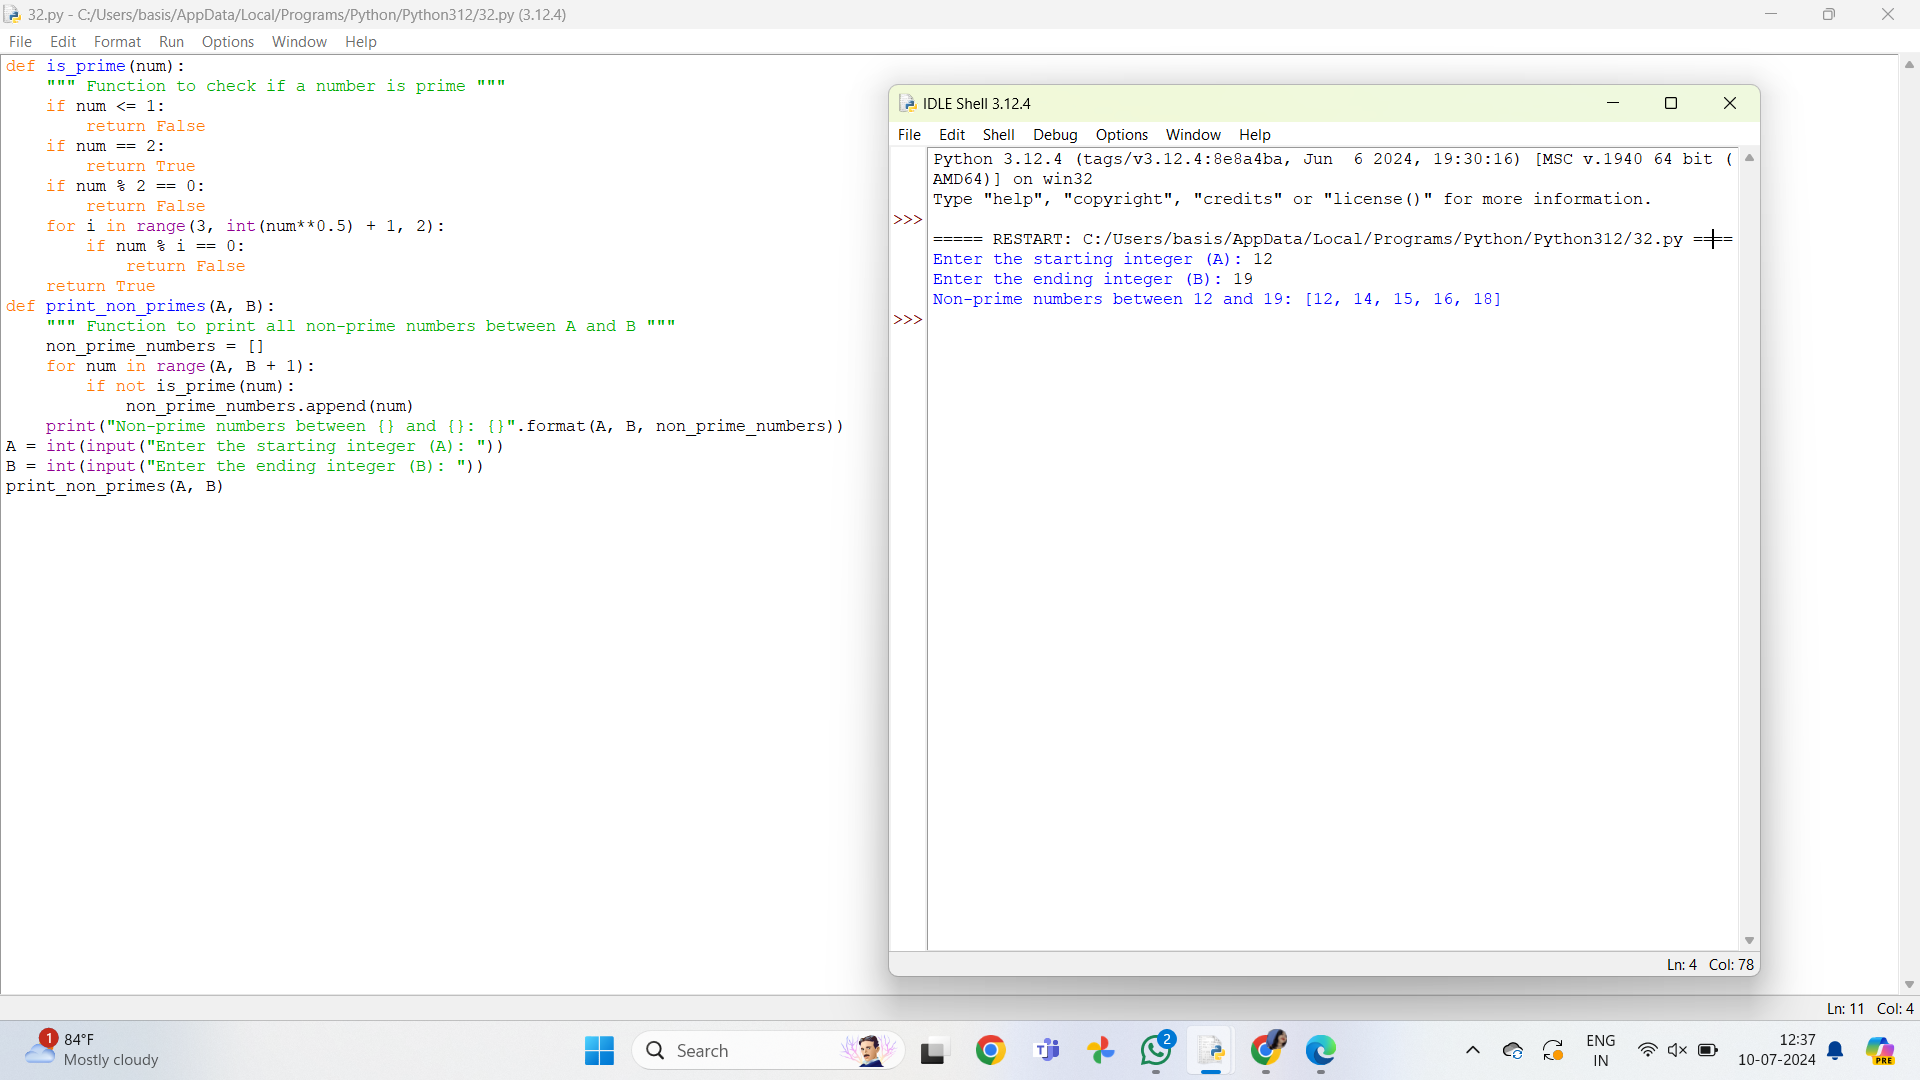 32.py - C:/Users/basis/AppData/Local/Programs/Python/Python312/32.py (3.12.4)
File Edit Format Run Options Window Help
def is_prime(num):
    """ Function to check if a number is prime """
    if num <= 1:
        return False
    if num == 2:
        return True
    if num % 2 == 0:
        return False
    for i in range(3, int(num**0.5) + 1, 2):
        if num % i == 0:
            return False
    return True
def print_non_primes(A, B):
    """ Function to print all non-prime numbers between A and B """
    non_prime_numbers = []
    for num in range(A, B + 1):
        if not is_prime(num):
            non_prime_numbers.append(num)
    print("Non-prime numbers between {} and {}: {}".format(A, B, non_prime_numbers))
A = int(input("Enter the starting integer (A): "))
B = int(input("Enter the ending integer (B): "))
print_non_primes(A, B)
IDLE Shell 3.12.4
File Edit Shell Debug Options Window Help
Python 3.12.4 (tags/v3.12.4:8e8a4ba, Jun  6 2024, 19:30:16) [MSC v.1940 64 bit (
AMD64)] on win32
Type "help", "copyright", "credits" or "license()" for more information.
>>>
===== RESTART: C:/Users/basis/AppData/Local/Programs/Python/Python312/32.py ====
Enter the starting integer (A): 12
Enter the ending integer (B): 19
Non-prime numbers between 12 and 19: [12, 14, 15, 16, 18]
>>>
Ln: 4 Col: 78
Ln: 11 Col: 4
1
84°F
Mostly cloudy
Search
2
ENG
IN
12:37
10-07-2024
PRE